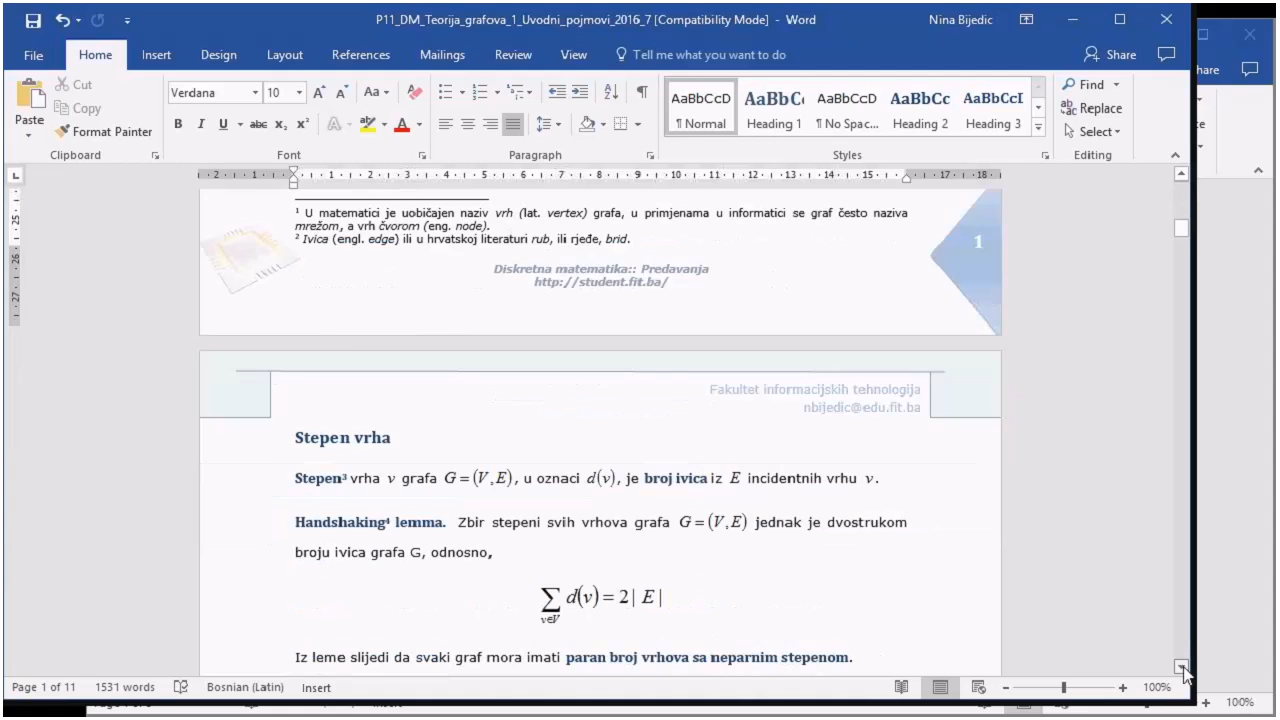 P11_DM_Teorija_grafova_1_Uvodni_pojmovi_2016_7 [Compatibility Mode] - Word
Nina Bijedic
File Home Insert Design Layout References Mailings Review View Tell me what you want to do Share
hare
Paste
Cut
Copy
Format Painter
Clipboard
Verdana 10
Font
Paragraph
AaBbCcD AaBbCc AaBbCcD AaBbCc AaBbCcI
¶ Normal Heading 1 ¶ No Spac... Heading 2 Heading 3
Styles
Find
Replace
Select
Editing
¹ U matematici je uobičajen naziv vrh (lat. vertex) grafa, u primjenama u informatici se graf često naziva
mrežom, a vrh čvorom (eng. node).
² Ivica (engl. edge) ili u hrvatskoj literaturi rub, ili rjeđe, brid.
1
Diskretna matematika:: Predavanja
http://student.fit.ba/
Fakultet informacijskih tehnologija
nbijedic@edu.fit.ba
Stepen vrha
Stepen³ vrha v grafa G = (V, E), u oznaci d(v), je broj ivica iz E incidentnih vrhu v.
Handshaking⁴ lemma. Zbir stepeni svih vrhova grafa G = (V, E) jednak je dvostrukom
broju ivica grafa G, odnosno,
∑ d(v) = 2 | E |
v∈V
Iz leme slijedi da svaki graf mora imati paran broj vrhova sa neparnim stepenom.
Page 1 of 11 1531 words Bosnian (Latin) Insert 100%
100%